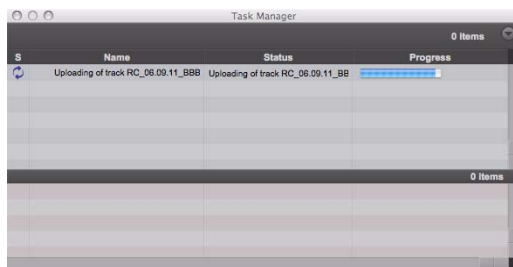 Task Manager
0 Items
S Name Status Progress
Uploading of track RC_06.09.11_BBB Uploading of track RC_06.09.11_BB
0 Items